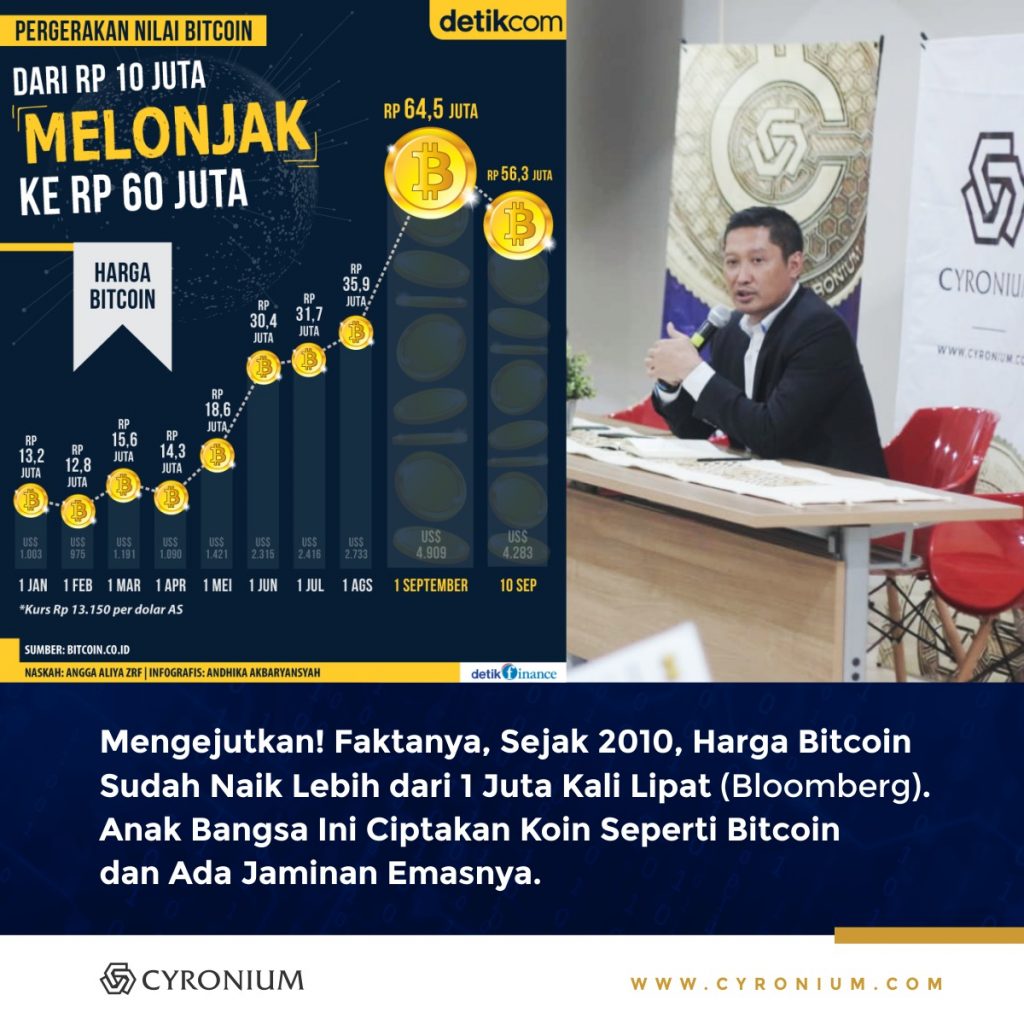 PERGERAKAN NILAI BITCOIN
detikcom
DARI RP 10 JUTA
MELONJAK
KE RP 60 JUTA
HARGA
BITCOIN
RP
13,2
JUTA
RP
12,8
JUTA
RP
15,6
JUTA
RP
14,3
JUTA
RP
18,6
JUTA
RP
30,4
JUTA
RP
31,7
JUTA
RP
35,9
JUTA
RP 64,5 JUTA
RP 56,3 JUTA
US$
1.003
US$
975
US$
1.191
US$
1.090
US$
1.421
US$
2.315
US$
2.416
US$
2.733
US$
4.909
US$
4.283
1 JAN
1 FEB
1 MAR
1 APR
1 MEI
1 JUN
1 JUL
1 AGS
1 SEPTEMBER
10 SEP
*Kurs Rp 13.150 per dolar AS
SUMBER: BITCOIN.CO.ID
NASKAH: ANGGA ALIYA ZRF | INFOGRAFIS: ANDHIKA AKBARYANSYAH
detik finance
CYRONIUM
WWW.CYRONIUM.CO
Mengejutkan! Faktanya, Sejak 2010, Harga Bitcoin
Sudah Naik Lebih dari 1 Juta Kali Lipat (Bloomberg).
Anak Bangsa Ini Ciptakan Koin Seperti Bitcoin
dan Ada Jaminan Emasnya.
CYRONIUM
WWW.CYRONIUM.COM